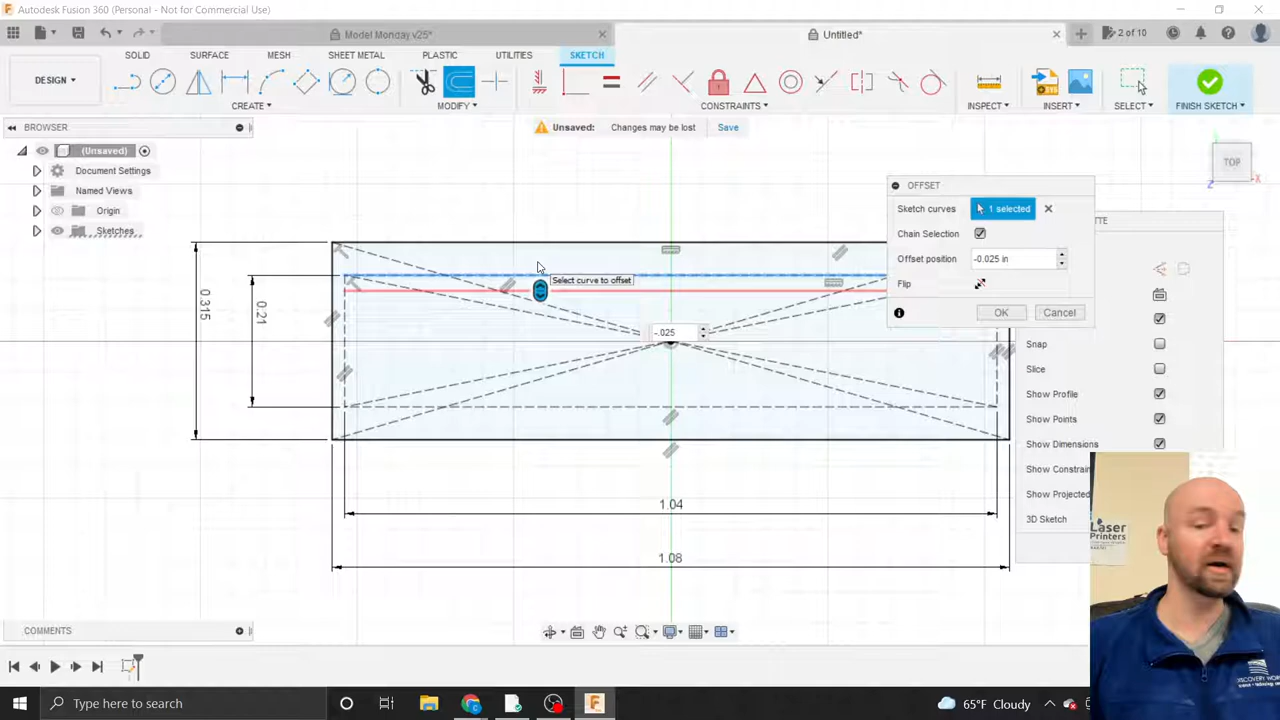 Autodesk Fusion 360 (Personal - Not for Commercial Use)
Model Monday v25*
Untitled*
2 of 10
DESIGN
SOLID
SURFACE
MESH
SHEET METAL
PLASTIC
UTILITIES
SKETCH
CREATE
MODIFY
CONSTRAINTS
INSPECT
INSERT
SELECT
FINISH SKETCH
BROWSER
Unsaved: Changes may be lost Save
(Unsaved)
Document Settings
Named Views
Origin
Sketches
TOP
Z
X
OFFSET
Sketch curves 1 selected
Chain Selection
Offset position -0.025 in
Flip
OK Cancel
TTE
Snap
Slice
Show Profile
Show Points
Show Dimensions
Show Constrai
Show Projected
3D Sketch
Select curve to offset
-.025
0.315
0.21
1.04
1.08
COMMENTS
Laser
Printers
DISCOVERY WOR
Type here to search
65°F Cloudy